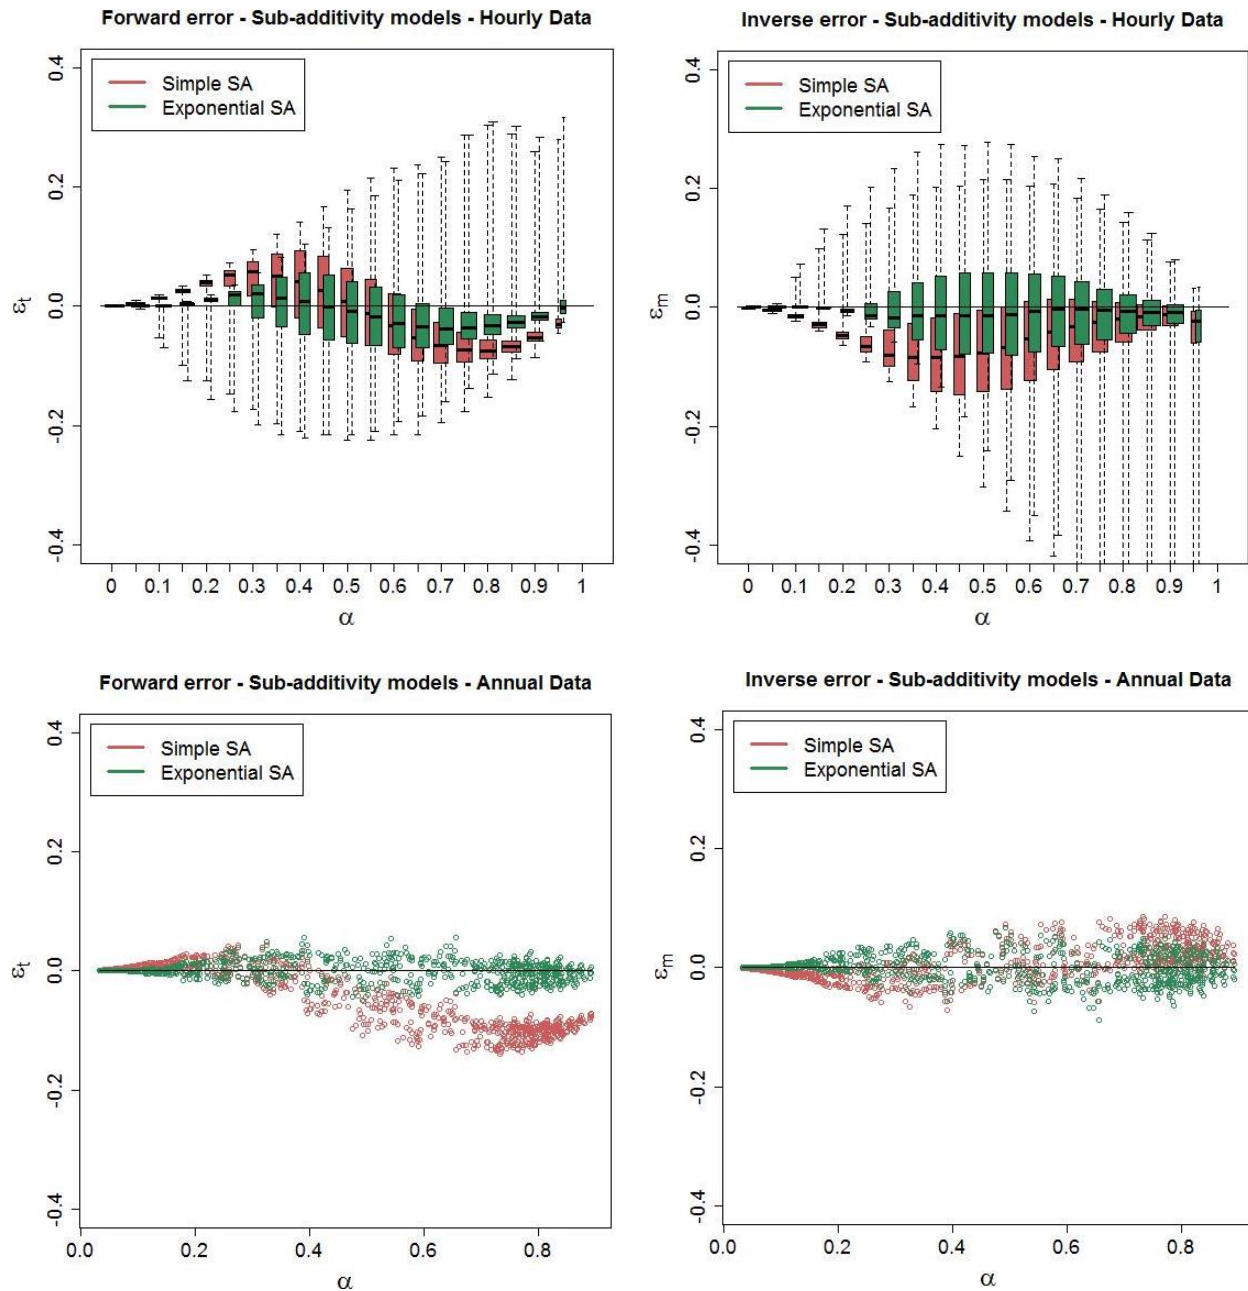 Forward error - Sub-additivity models - Hourly Data
Simple SA
Exponential SA
0.4
0.2
0.0
-0.2
-0.4
εt
0 0.1 0.2 0.3 0.4 0.5 0.6 0.7 0.8 0.9 1
α
Inverse error - Sub-additivity models - Hourly Data
Simple SA
Exponential SA
0.4
0.2
0.0
-0.2
-0.4
εm
0 0.1 0.2 0.3 0.4 0.5 0.6 0.7 0.8 0.9 1
α
Forward error - Sub-additivity models - Annual Data
Simple SA
Exponential SA
0.4
0.2
0.0
-0.2
-0.4
εt
0.0 0.2 0.4 0.6 0.8
α
Inverse error - Sub-additivity models - Annual Data
Simple SA
Exponential SA
0.4
0.2
0.0
-0.2
-0.4
εm
0.0 0.2 0.4 0.6 0.8
α